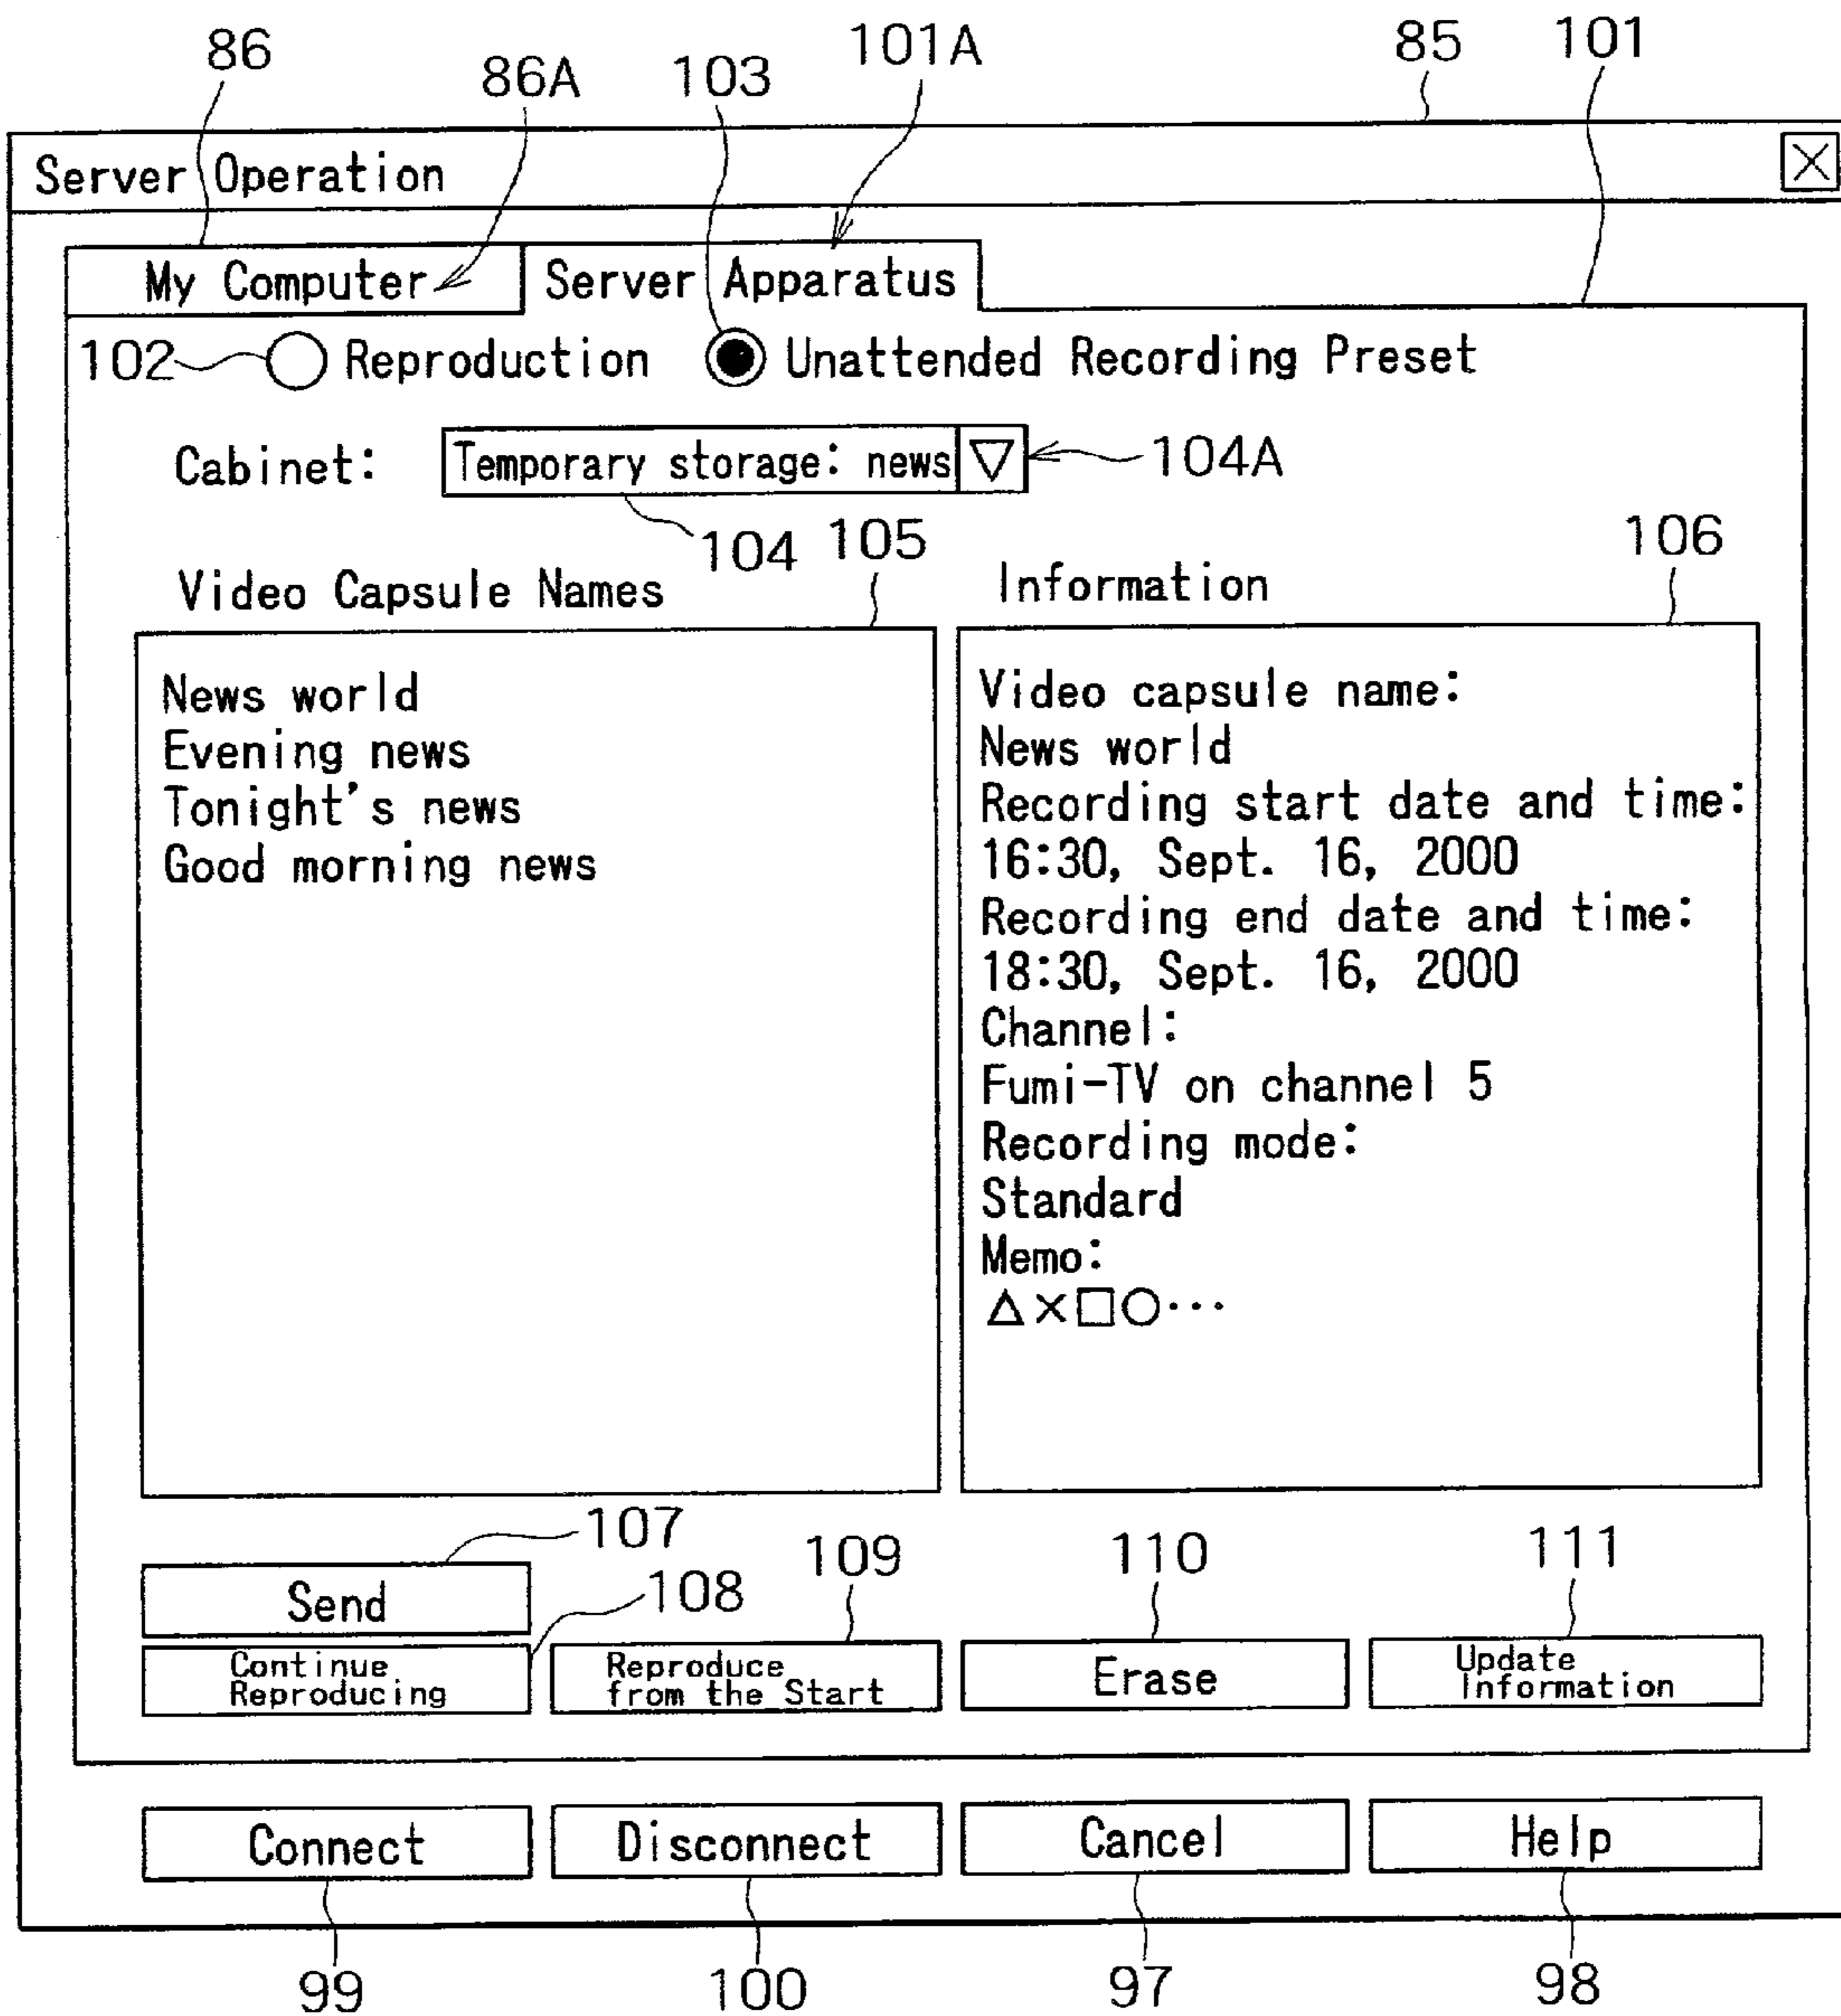 86
86A
103
101A
85
101
Server Operation
My Computer
Server Apparatus
102
Reproduction
Unattended Recording Preset
Cabinet:
Temporary storage: news
104A
104
105
106
Video Capsule Names
Information
News world
Evening news
Tonight's news
Good morning news
Video capsule name:
News world
Recording start date and time:
16:30, Sept. 16, 2000
Recording end date and time:
18:30, Sept. 16, 2000
Channel:
Fumi-TV on channel 5
Recording mode:
Standard
Memo:
△×□○···
107
108
109
110
111
Send
Continue
Reproducing
Reproduce
from the Start
Erase
Update
Information
Connect
Disconnect
Cancel
Help
99
100
97
98